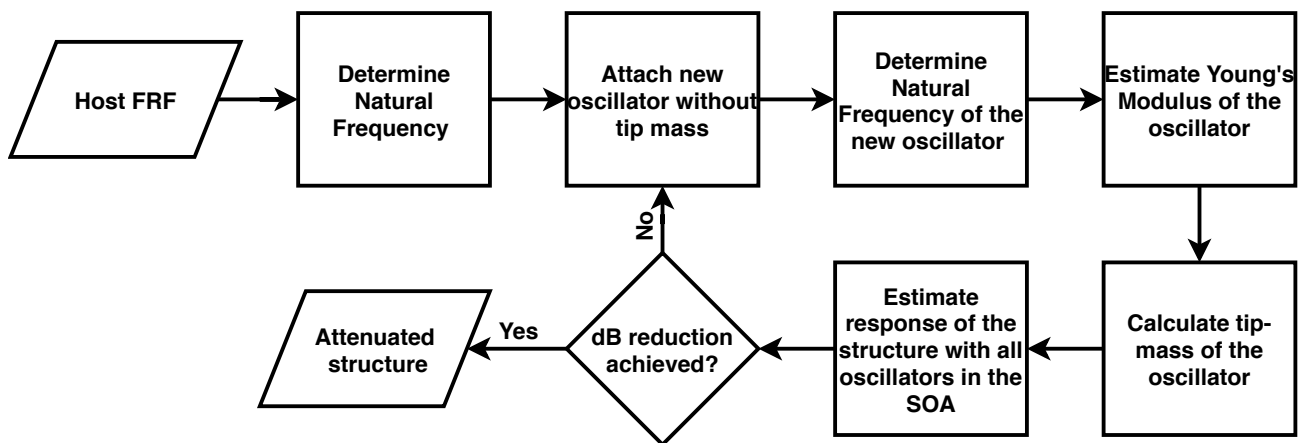 Host FRF
Determine
Natural
Frequency
Attach new
oscillator without
tip mass
Determine
Natural
Frequency of the
new oscillator
Estimate Young's
Modulus of the
oscillator
Calculate tip-
mass of the
oscillator
Estimate
response of the
structure with all
oscillators in the
SOA
dB reduction
achieved?
No
Yes
Attenuated
structure